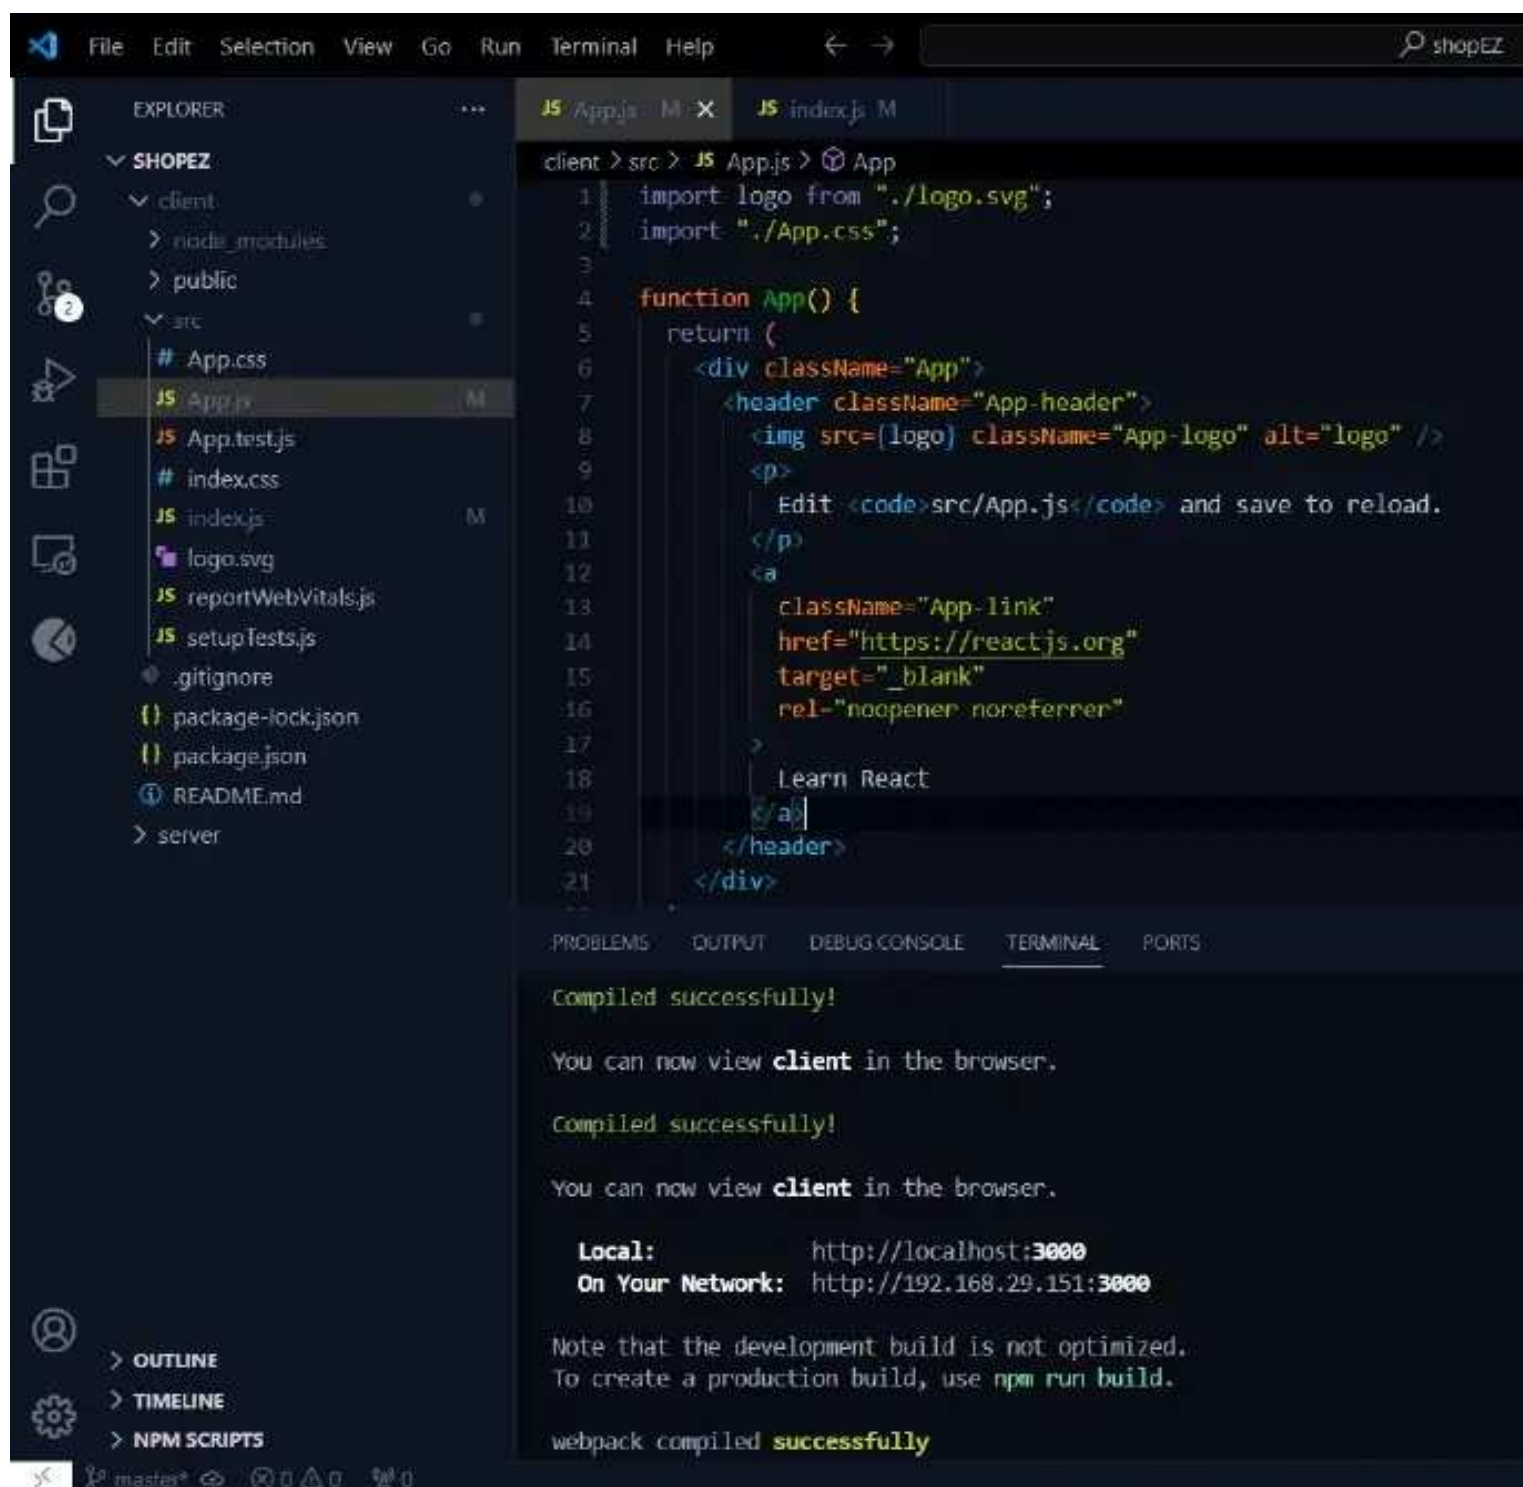 File Edit Selection View Go Run Terminal Help shopEZ
EXPLORER
SHOPEZ
client
node_modules
public
src
# App.css
JS App.js M
JS App.test.js
# index.css
JS index.js M
logo.svg
JS reportWebVitals.js
JS setupTests.js
.gitignore
{} package-lock.json
{} package.json
README.md
server
OUTLINE
TIMELINE
NPM SCRIPTS
2
JS App.js M × JS index.js M
client > src > JS App.js > App
1 import logo from "./logo.svg";
2 import "./App.css";
3
4 function App() {
5 return (
6 <div className="App">
7 <header className="App-header">
8 <img src={logo} className="App-logo" alt="logo" />
9 <p>
10 Edit <code>src/App.js</code> and save to reload.
11 </p>
12 <a
13 className="App-link"
14 href="https://reactjs.org"
15 target="_blank"
16 rel="noopener noreferrer"
17 >
18 Learn React
19 </a>
20 </header>
21 </div>
PROBLEMS OUTPUT DEBUG CONSOLE TERMINAL PORTS
Compiled successfully!
You can now view client in the browser.
Compiled successfully!
You can now view client in the browser.
Local: http://localhost:3000
On Your Network: http://192.168.29.151:3000
Note that the development build is not optimized.
To create a production build, use npm run build.
webpack compiled successfully
master* 0 0 0